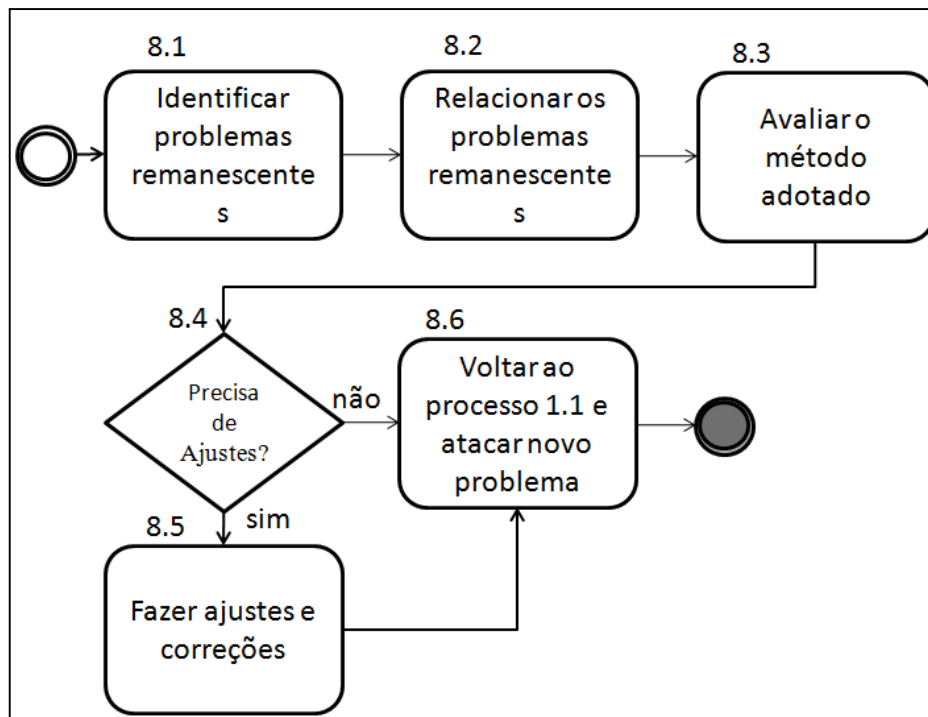 8.1
Identificar
problemas
remanescente
s
8.2
Relacionar os
problemas
remanescente
s
8.3
Avaliar o
método
adotado
8.4
Precisa
de
Ajustes?
não
sim
8.6
Voltar ao
processo 1.1 e
atacar novo
problema
8.5
Fazer ajustes e
correções